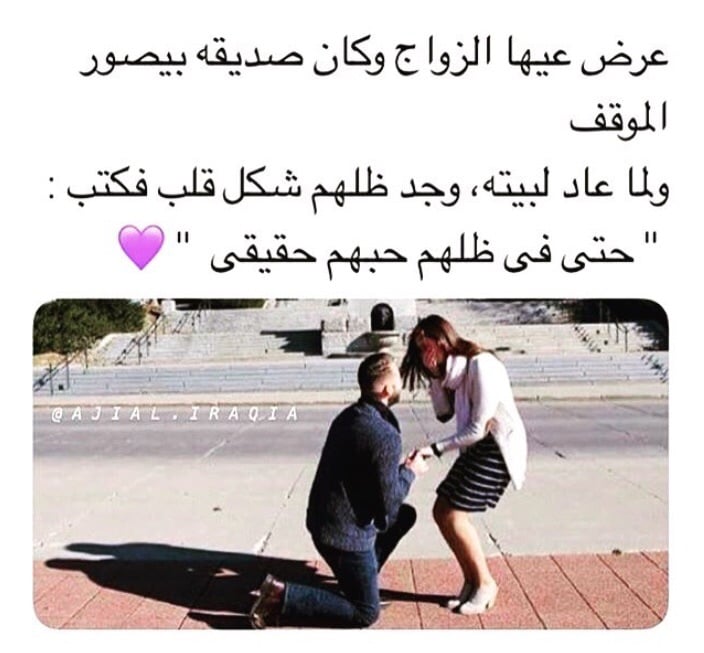 عرض عيها الزواج وكان صديقه بيصور
الموقف
ولما عاد لبيته، وجد ظلهم شكل قلب فكتب :
" حتى فى ظلهم حبهم حقيقى " 💜
@AJIAL.IRAQIA